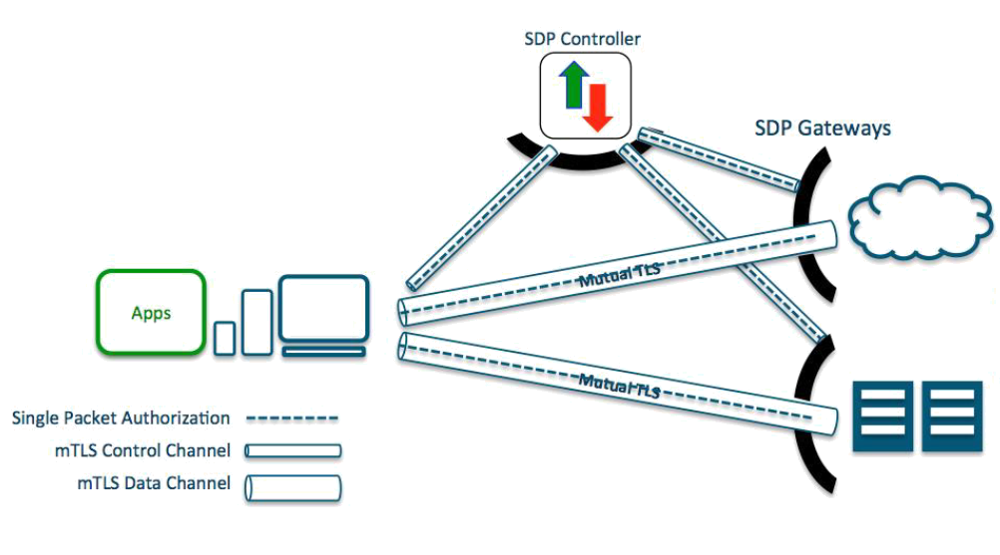 SDP Controller
SDP Gateways
Mutual TLS
Apps
Mutual TLS
Single Packet Authorization
mTLS Control Channel
mTLS Data Channel